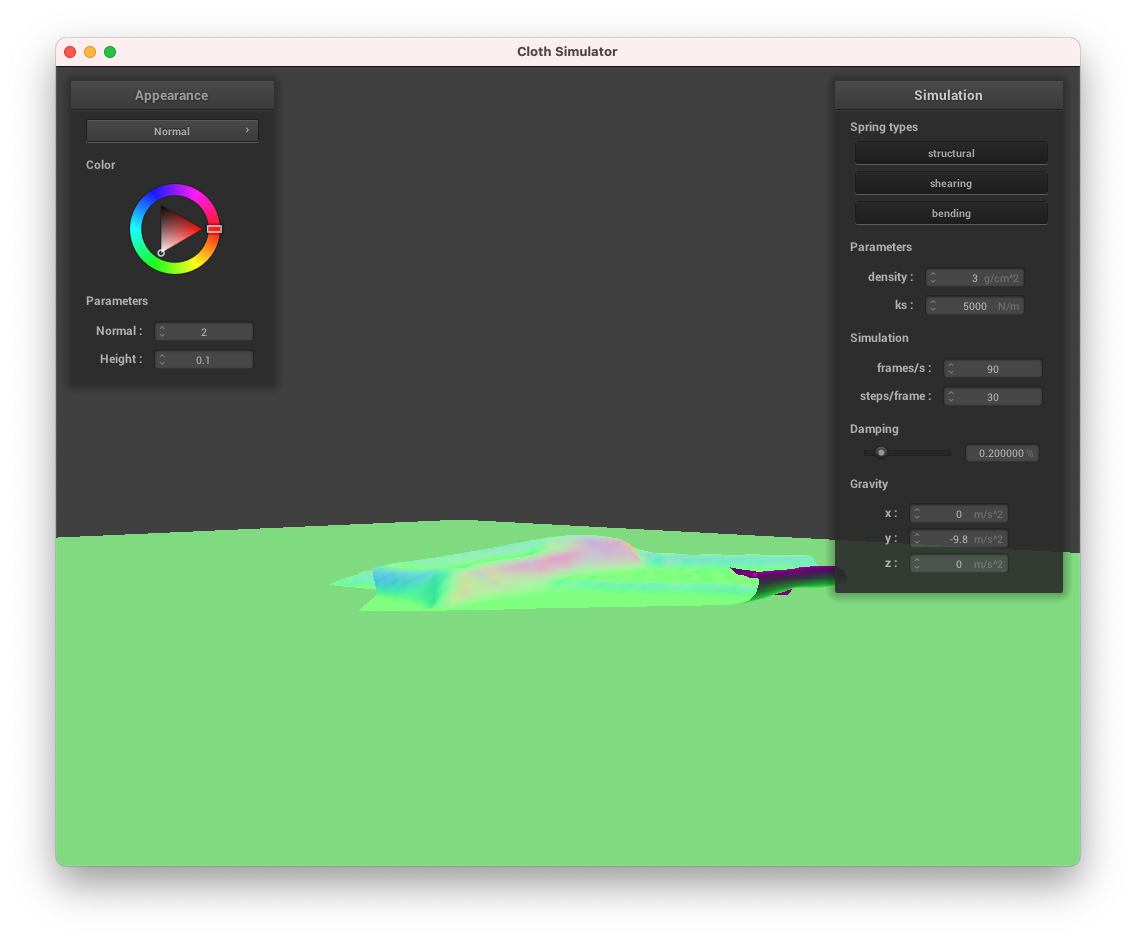 Cloth Simulator
Appearance
Normal
Color
Parameters
Normal : 2
Height : 0.1
Simulation
Spring types
structural
shearing
bending
Parameters
density : 3 g/cm^2
ks : 5000 N/m
Simulation
frames/s : 90
steps/frame : 30
Damping
0.200000 %
Gravity
x : 0 m/s^2
y : -9.8 m/s^2
z : 0 m/s^2